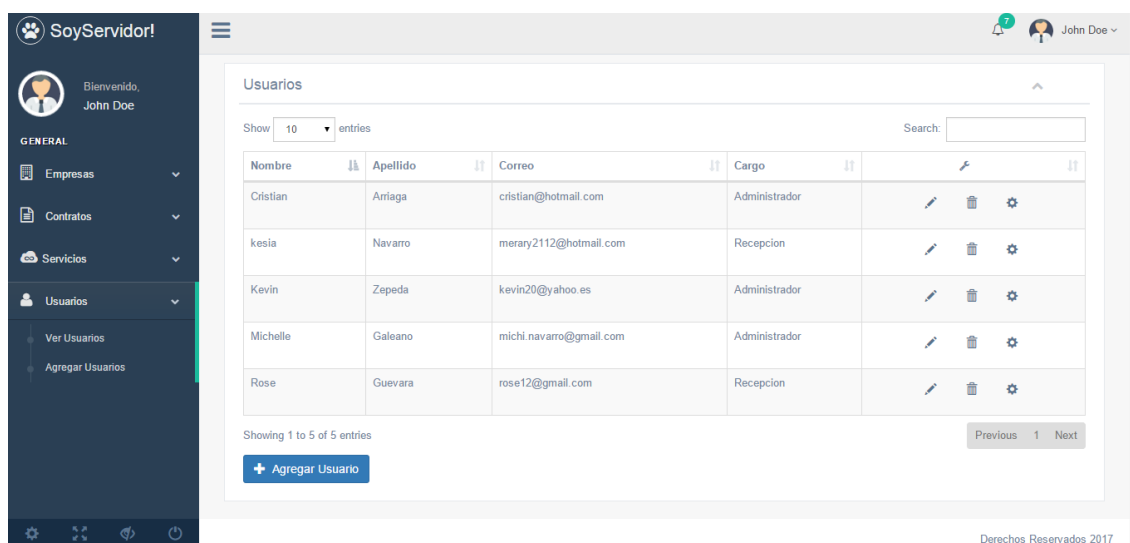 SoyServidor!
7
John Doe
Bienvenido,
John Doe
GENERAL
Empresas
Contratos
Servicios
Usuarios
Ver Usuarios
Agregar Usuarios
Usuarios
Show 10 entries
Search:
Nombre Apellido Correo Cargo
Cristian Arriaga cristian@hotmail.com Administrador
kesia Navarro merary2112@hotmail.com Recepcion
Kevin Zepeda kevin20@yahoo.es Administrador
Michelle Galeano michi.navarro@gmail.com Administrador
Rose Guevara rose12@gmail.com Recepcion
Showing 1 to 5 of 5 entries
Previous 1 Next
Agregar Usuario
Derechos Reservados 2017